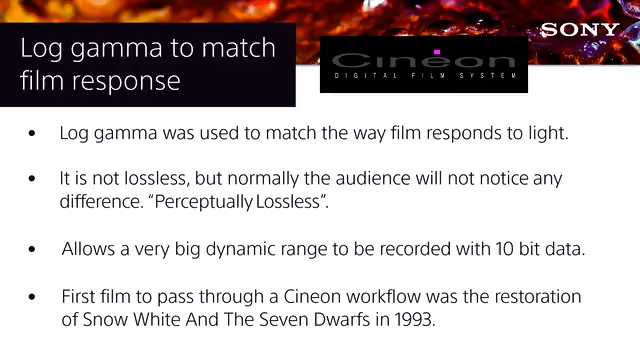 SONY
Log gamma to match
film response
Cinéon
DIGITAL FILM SYSTEM
• Log gamma was used to match the way film responds to light.
• It is not lossless, but normally the audience will not notice any
difference. “Perceptually Lossless”.
• Allows a very big dynamic range to be recorded with 10 bit data.
• First film to pass through a Cineon workflow was the restoration
of Snow White And The Seven Dwarfs in 1993.